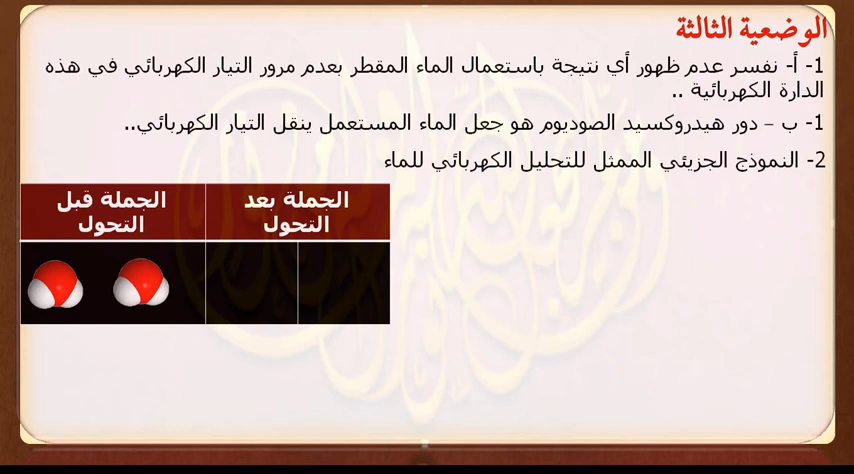 الوضعية الثالثة
1- أ- نفسر عدم ظهور أي نتيجة باستعمال الماء المقطر بعدم مرور التيار الكهربائي في هذه
الدارة الكهربائية ..
1- ب – دور هيدروكسيد الصوديوم هو جعل الماء المستعمل ينقل التيار الكهربائي..
2- النموذج الجزيئي الممثل للتحليل الكهربائي للماء
الجملة بعد
التحول
الجملة قبل
التحول